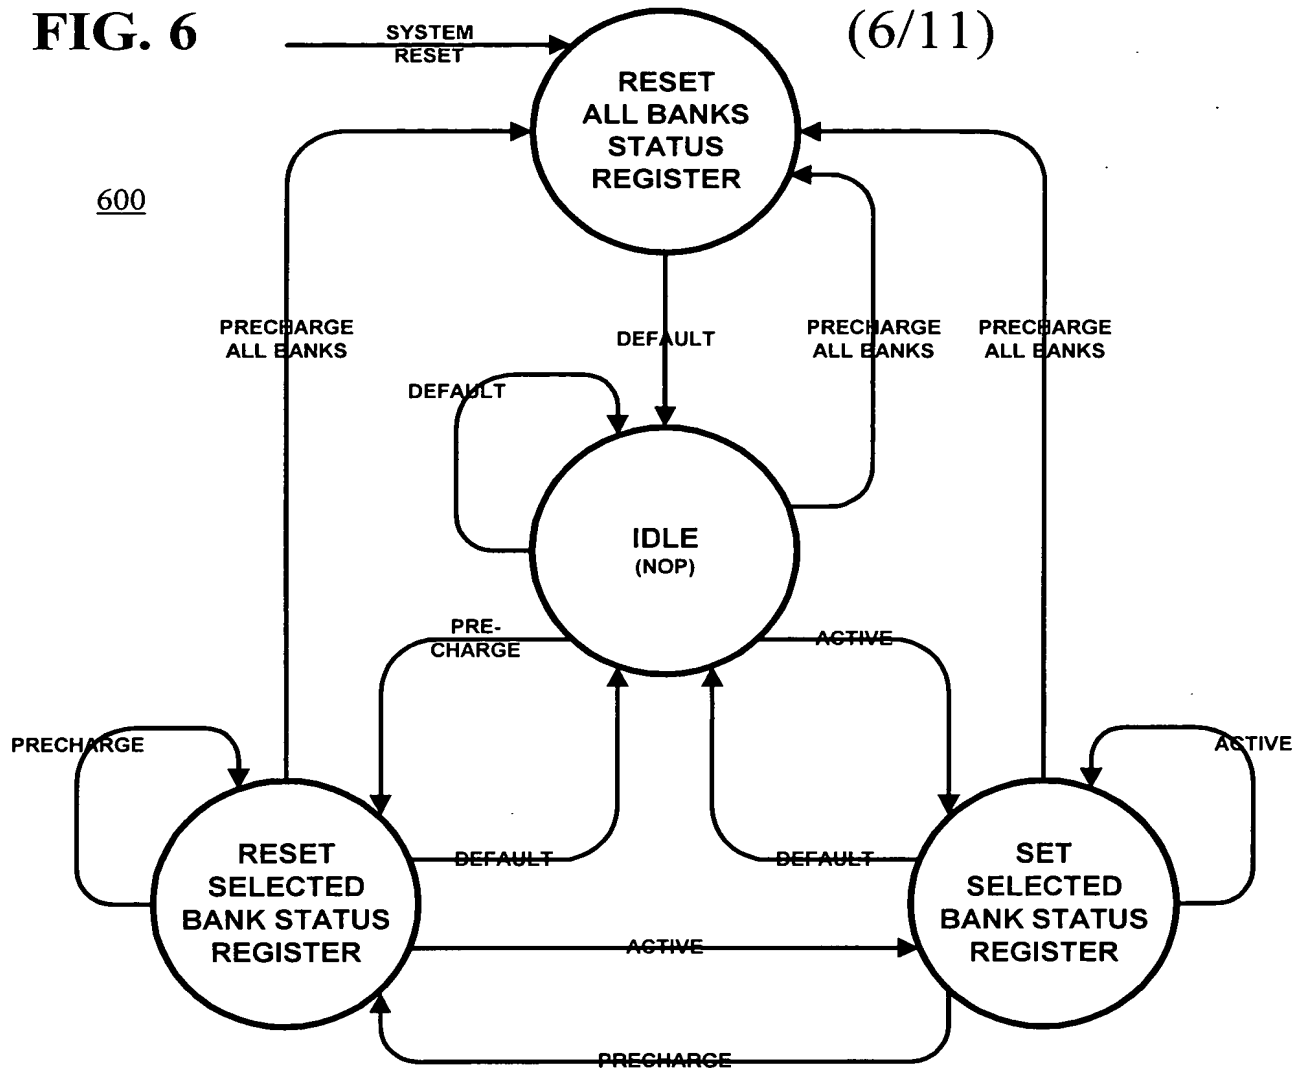 FIG. 6
(6/11)
SYSTEM
RESET
RESET
ALL BANKS
STATUS
REGISTER
600
PRECHARGE
ALL BANKS
DEFAULT
PRECHARGE
ALL BANKS
PRECHARGE
ALL BANKS
DEFAULT
IDLE
(NOP)
PRE-
CHARGE
ACTIVE
PRECHARGE
ACTIVE
RESET
SELECTED
BANK STATUS
REGISTER
DEFAULT
DEFAULT
SET
SELECTED
BANK STATUS
REGISTER
ACTIVE
PRECHARGE